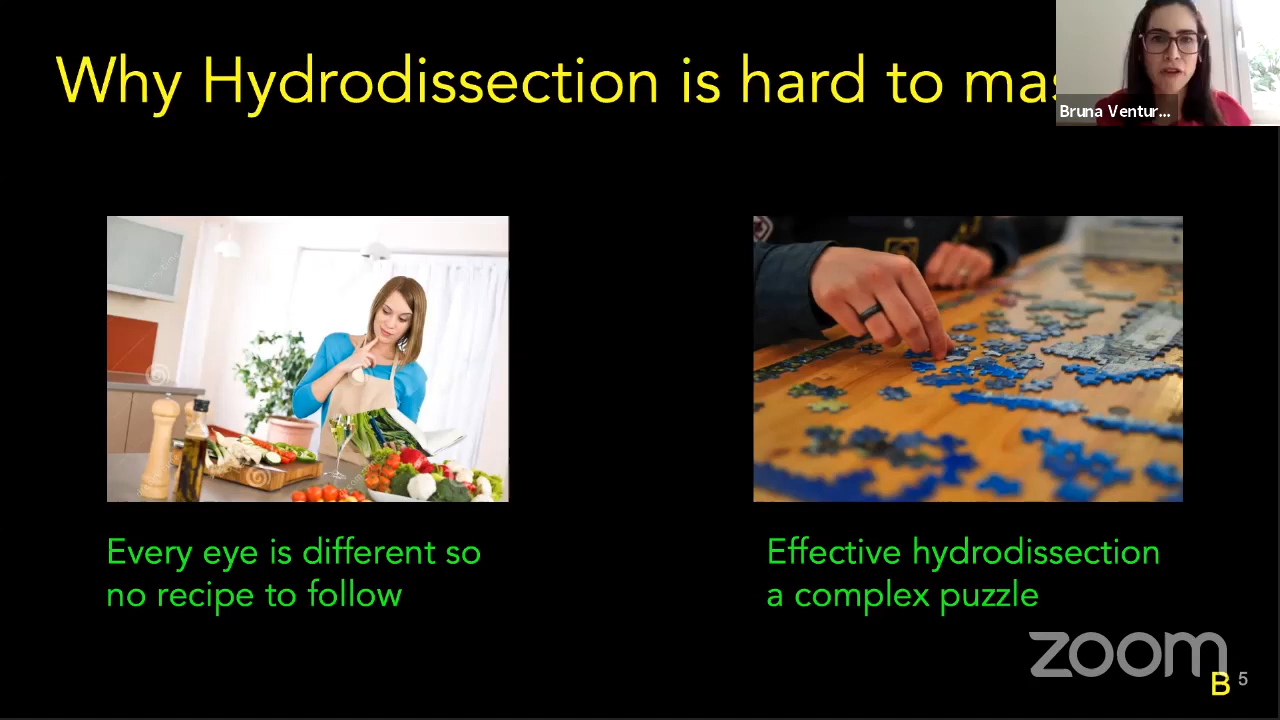 Why Hydrodissection is hard to mas
Bruna Ventur...
Every eye is different so
no recipe to follow
Effective hydrodissection
a complex puzzle
zoom
B 5